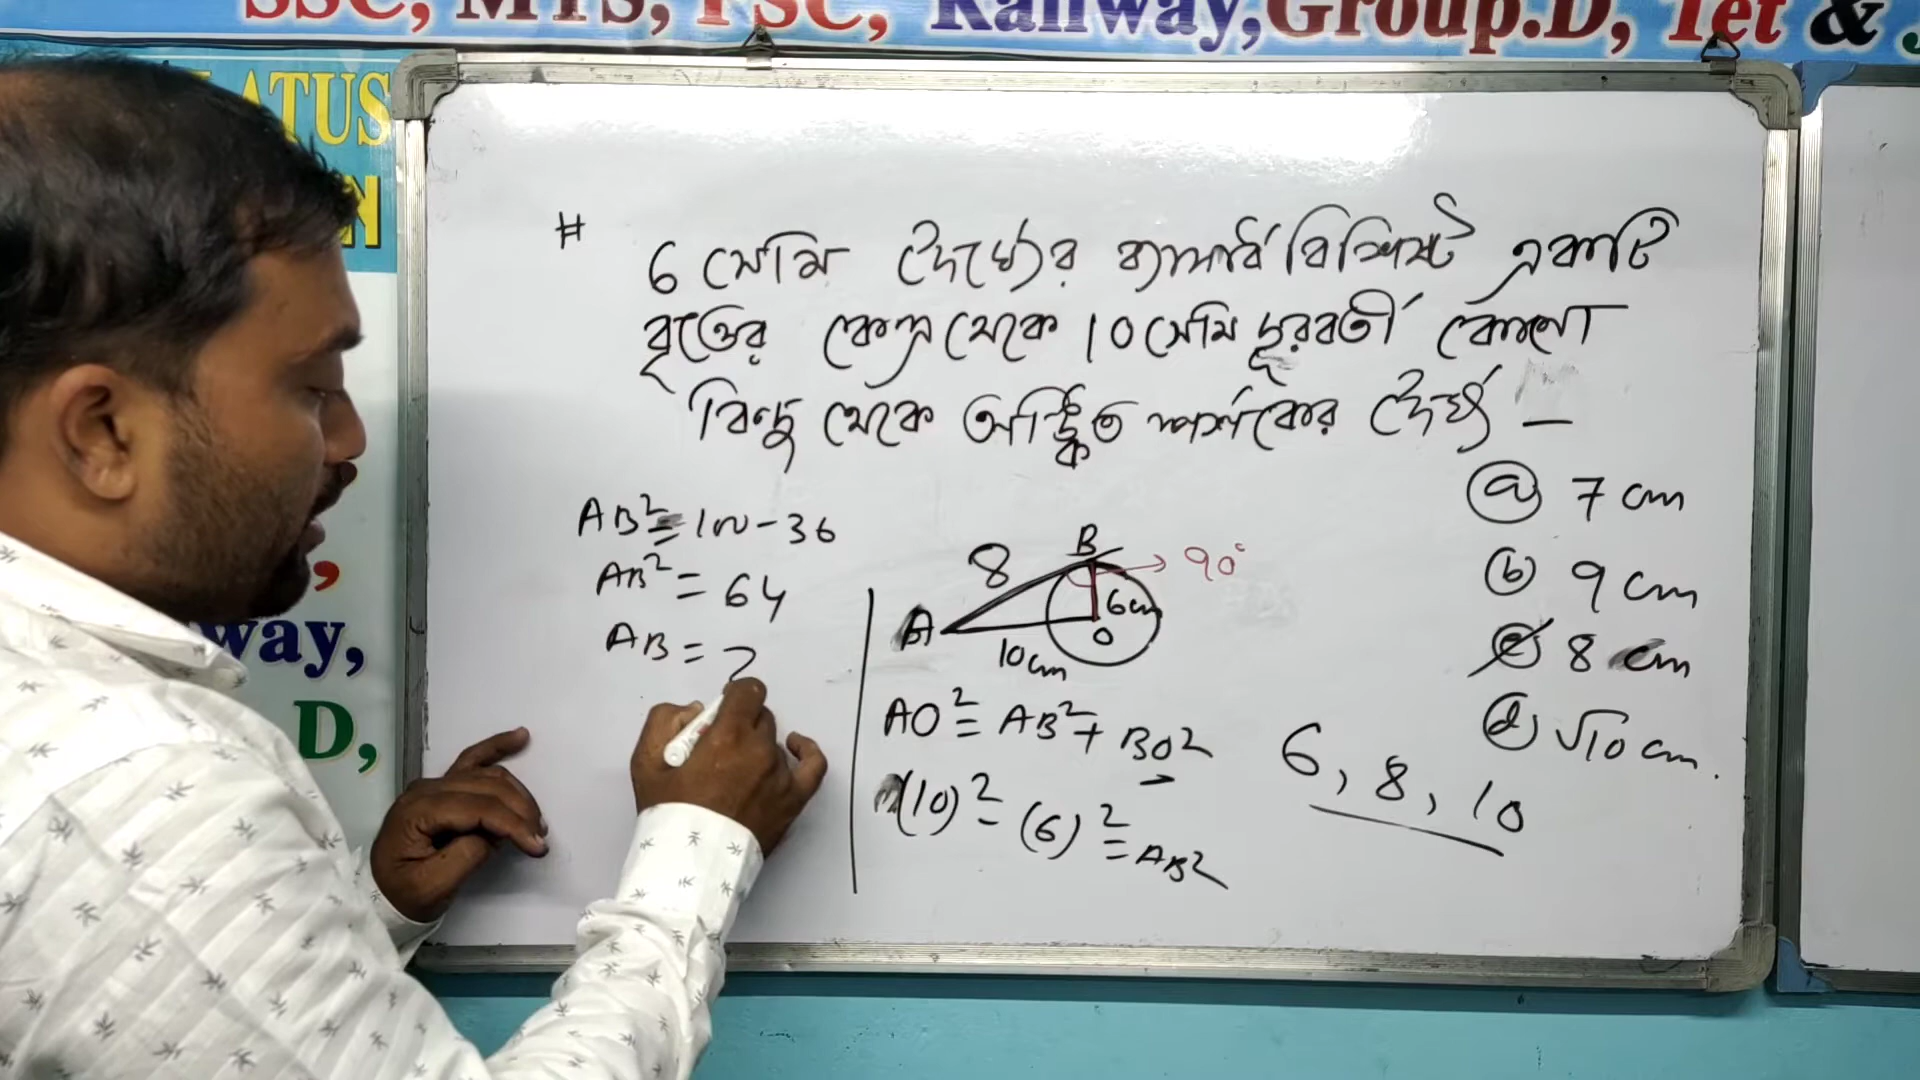 SSC, MTS, PSC, Railway, Group.D, Tet &
ATUS
N
way,
D,
# 6 সেমি দৈর্ঘ্যের ব্যাসার্ধ বিশিষ্ট একটি
বৃত্তের কেন্দ্র থেকে 10 সেমি দূরবর্তী কোনো
বিন্দু থেকে অঙ্কিত স্পর্শকের দৈর্ঘ্য –
(a) 7 cm
(b) 9 cm
(c) 8 cm
(d) √10 cm.
AB² = 100 - 36
AB² = 64
AB =
B
90°
8
6cm
A
O
10cm
AO² = AB² + BO²
(10)² - (6)² = AB²
6, 8, 10